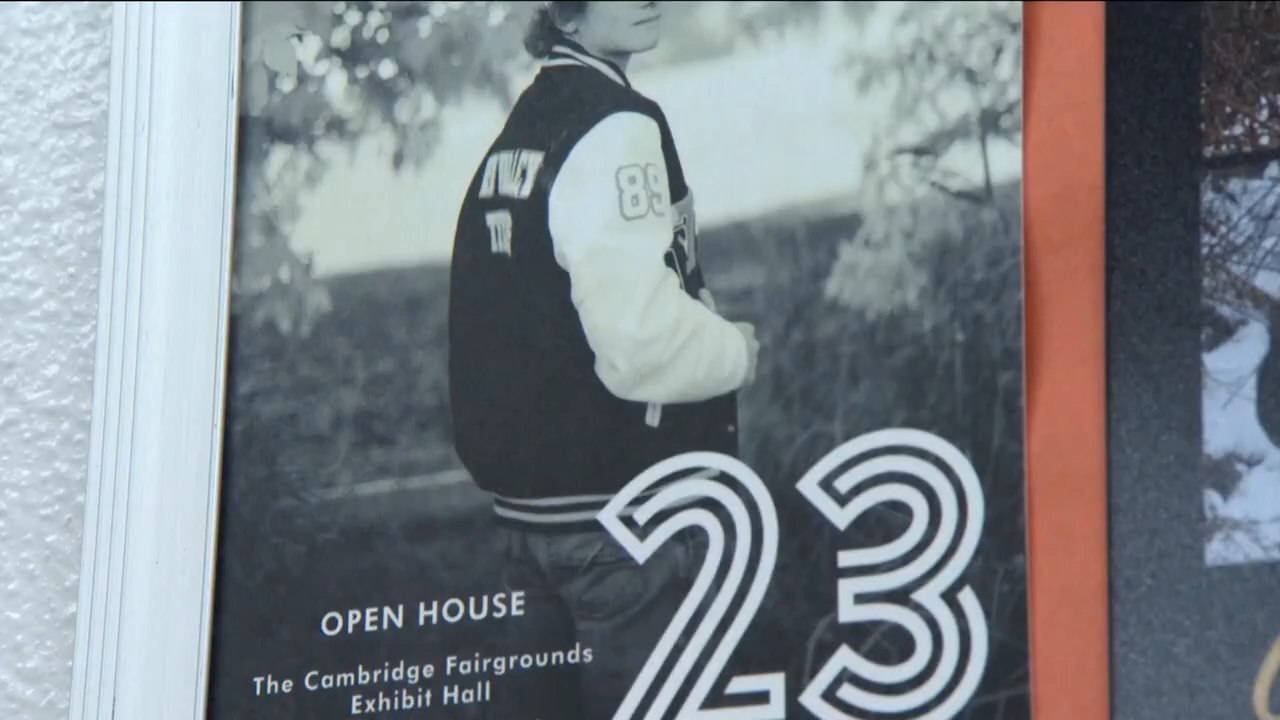 89
23
OPEN HOUSE
The Cambridge Fairgrounds
Exhibit Hall